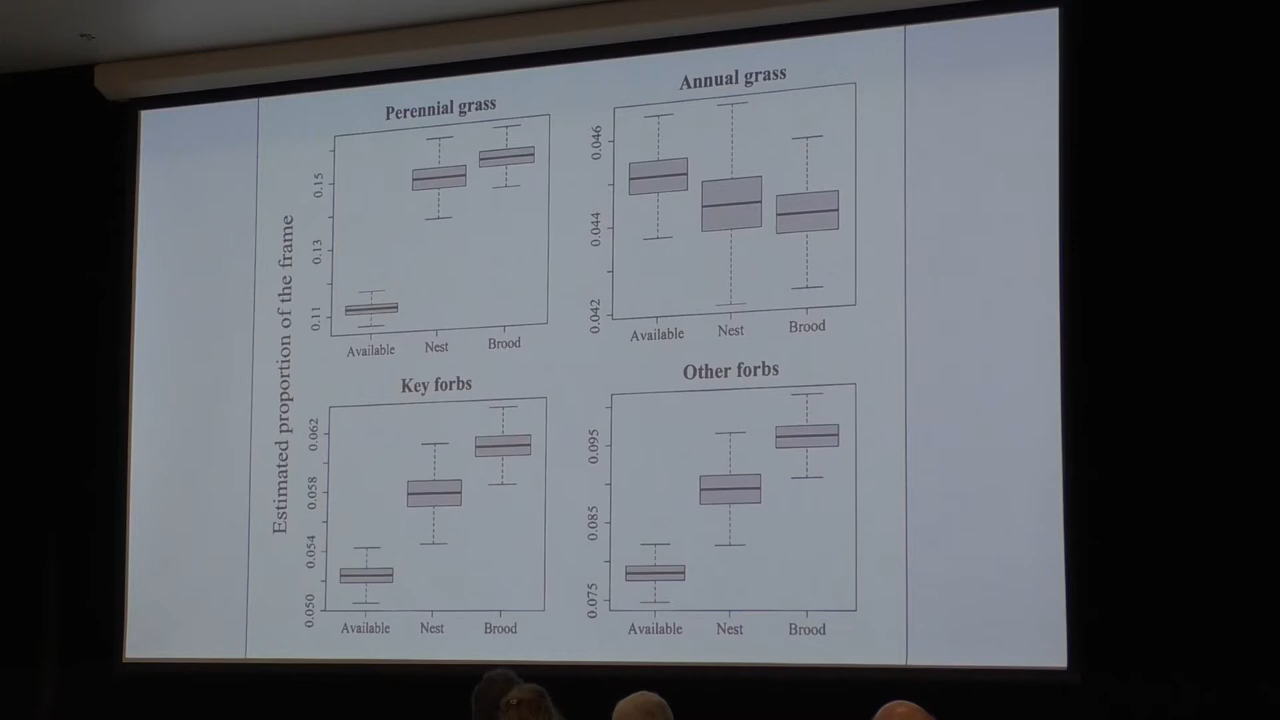 Estimated proportion of the frame
Perennial grass
0.15
0.13
0.11
Available Nest Brood
Annual grass
0.046
0.044
0.042
Available Nest Brood
Key forbs
0.062
0.058
0.054
0.050
Available Nest Brood
Other forbs
0.095
0.085
0.075
Available Nest Brood